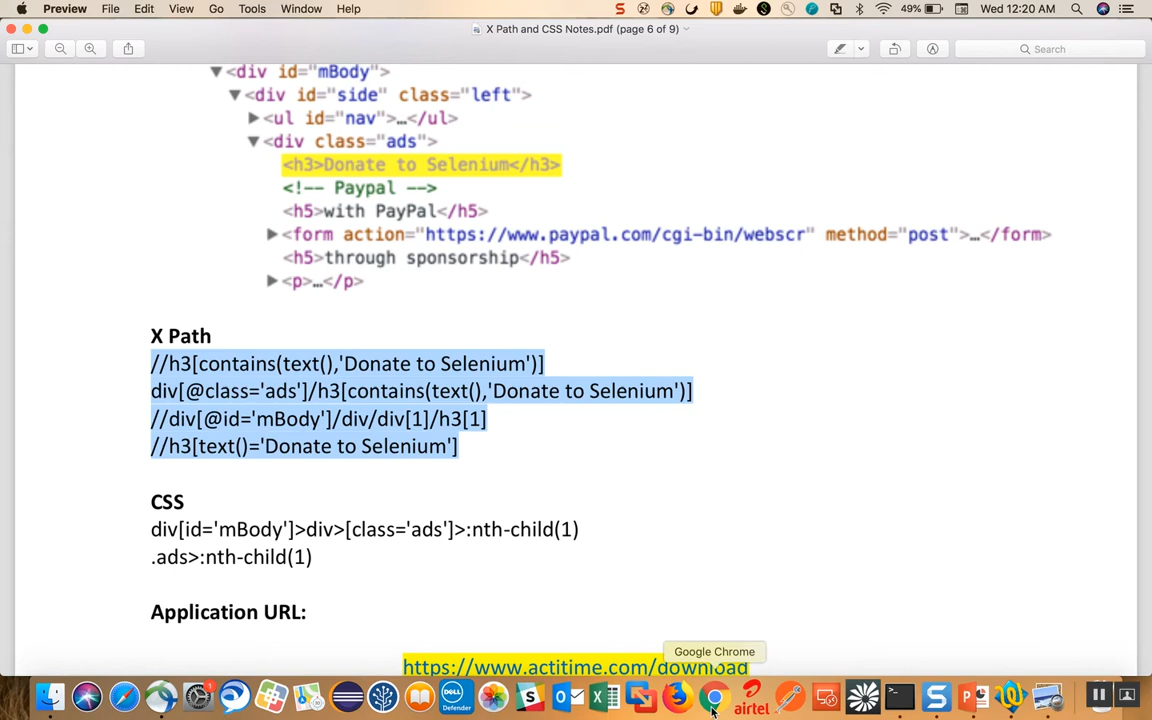 Preview File Edit View Go Tools Window Help 49% Wed 12:20 AM
X Path and CSS Notes.pdf (page 6 of 9)
Search
<div id="mBody">
<div id="side" class="left">
<ul id="nav">…</ul>
<div class="ads">
<h3>Donate to Selenium</h3>
<!-- Paypal -->
<h5>with PayPal</h5>
<form action="https://www.paypal.com/cgi-bin/webscr" method="post">…</form>
<h5>through sponsorship</h5>
<p>…</p>
X Path
//h3[contains(text(),'Donate to Selenium')]
div[@class='ads']/h3[contains(text(),'Donate to Selenium')]
//div[@id='mBody']/div/div[1]/h3[1]
//h3[text()='Donate to Selenium']
CSS
div[id='mBody']>div>[class='ads']>:nth-child(1)
.ads>:nth-child(1)
Application URL:
Google Chrome
https://www.actitime.com/download
DELL
Defender
airtel